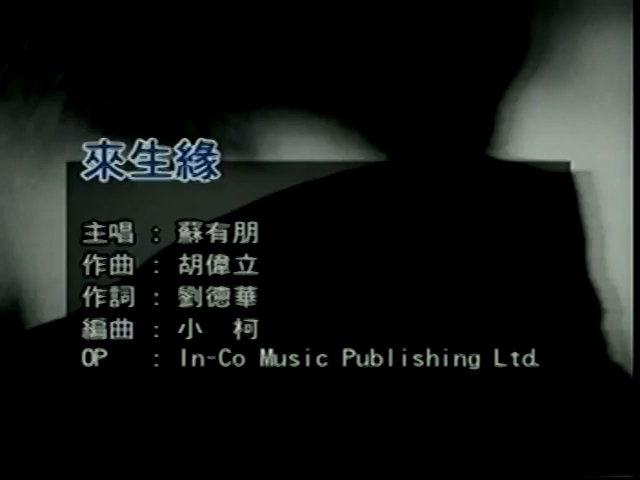 來生緣
主唱 : 蘇有朋
作曲 : 胡偉立
作詞 : 劉德華
編曲 : 小 柯
OP : In-Co Music Publishing Ltd.